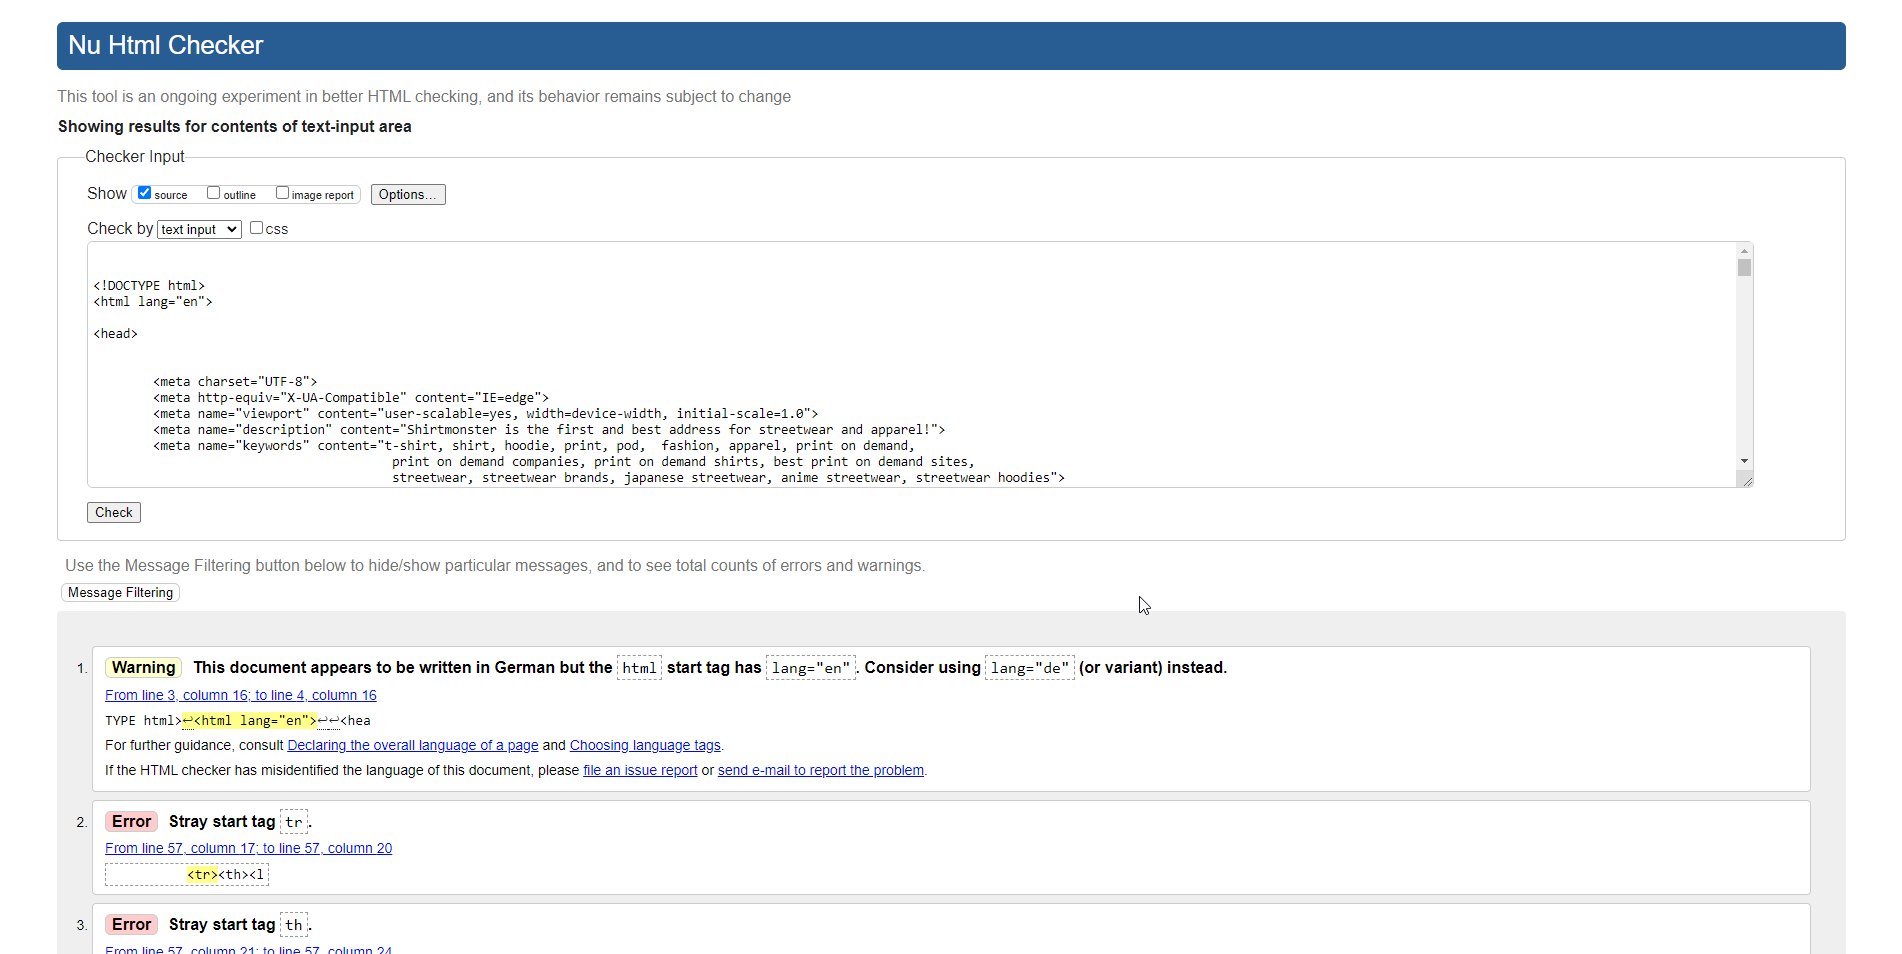 Nu Html Checker
This tool is an ongoing experiment in better HTML checking, and its behavior remains subject to change
Showing results for contents of text-input area
Checker Input
Show source outline image report Options...
Check by text input css
<!DOCTYPE html>
<html lang="en">
<head>
<meta charset="UTF-8">
<meta http-equiv="X-UA-Compatible" content="IE=edge">
<meta name="viewport" content="user-scalable=yes, width=device-width, initial-scale=1.0">
<meta name="description" content="Shirtmonster is the first and best address for streetwear and apparel!">
<meta name="keywords" content="t-shirt, shirt, hoodie, print, pod,  fashion, apparel, print on demand,
print on demand companies, print on demand shirts, best print on demand sites,
streetwear, streetwear brands, japanese streetwear, anime streetwear, streetwear hoodies">
Check
Use the Message Filtering button below to hide/show particular messages, and to see total counts of errors and warnings.
Message Filtering
1. Warning This document appears to be written in German but the html start tag has lang="en". Consider using lang="de" (or variant) instead.
From line 3, column 16; to line 4, column 16
TYPE html>↩<html lang="en">↩↩<hea
For further guidance, consult Declaring the overall language of a page and Choosing language tags.
If the HTML checker has misidentified the language of this document, please file an issue report or send e-mail to report the problem.
2. Error Stray start tag tr.
From line 57, column 17; to line 57, column 20
<tr><th><l
3. Error Stray start tag th.
From line 57, column 21; to line 57, column 24